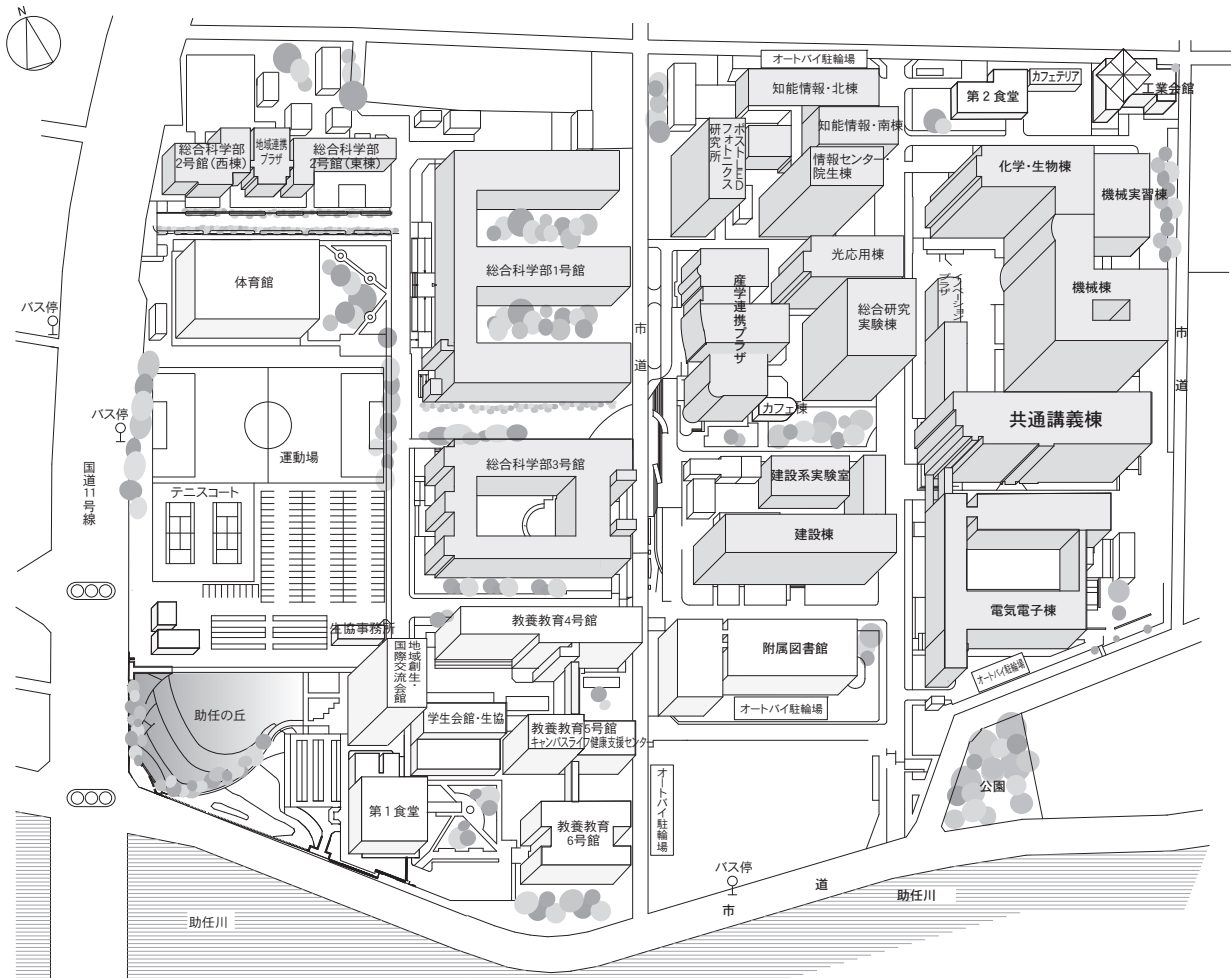 N
オートバイ駐輪場
知能情報・北棟
第2食堂
カフェテリア
工業会館
総合科学部
2号館(西棟)
地域連携
プラザ
総合科学部
2号館(東棟)
ポストLED
フォトニクス
研究所
知能情報・南棟
情報センター・
院生棟
化学・生物棟
機械実習棟
体育館
総合科学部1号館
産学連携プラザ
光応用棟
総合研究
実験棟
イノベーション
プラザ
機械棟
バス停
市
道
市
道
バス停
国道11号線
運動場
カフェ棟
共通講義棟
テニスコート
総合科学部3号館
建設系実験室
建設棟
電気電子棟
生協事務所
教養教育4号館
地域創生・
国際交流会館
附属図書館
オートバイ駐輪場
オートバイ駐輪場
助任の丘
学生会館・生協
教養教育5号館
キャンパスライフ健康支援センター
第1食堂
教養教育
6号館
オートバイ駐輪場
公園
バス停
市
道
助任川
助任川